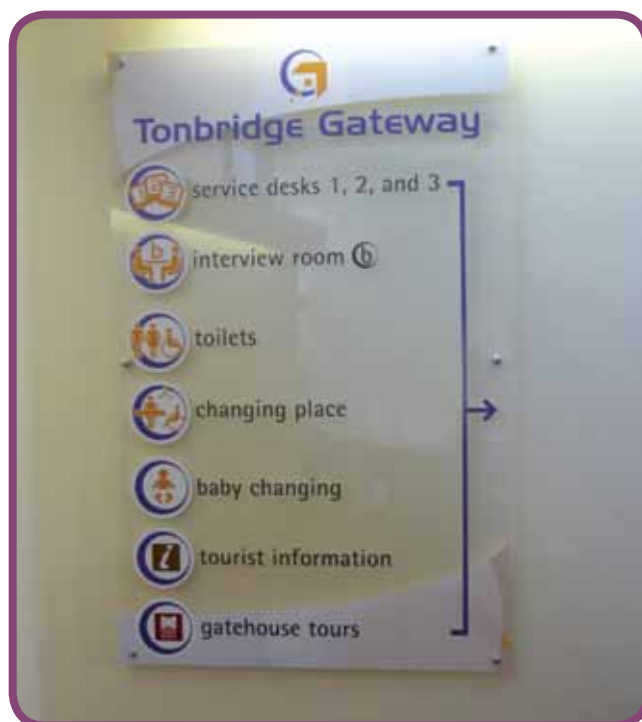 Tonbridge Gateway
service desks 1, 2, and 3
interview room b
toilets
changing place
baby changing
tourist information
gatehouse tours